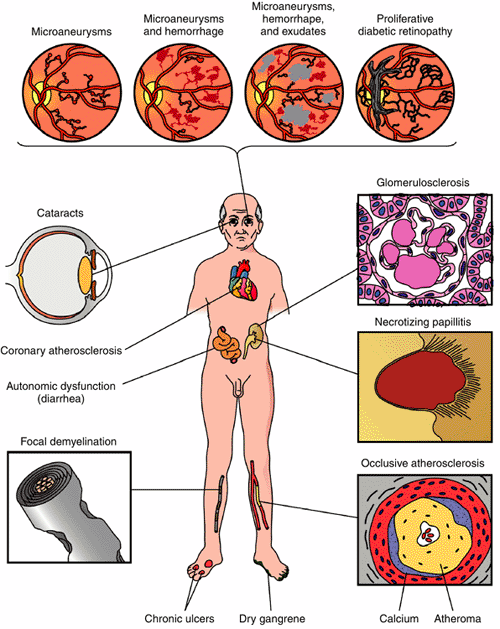 Microaneurysms
Microaneurysms
and hemorrhage
Microaneurysms,
hemorrhape,
and exudates
Proliferative
diabetic retinopathy
Glomerulosclerosis
Cataracts
Necrotizing papillitis
Coronary atherosclerosis
Autonomic dysfunction
(diarrhea)
Focal demyelination
Occlusive atherosclerosis
Chronic ulcers
Dry gangrene
Calcium
Atheroma